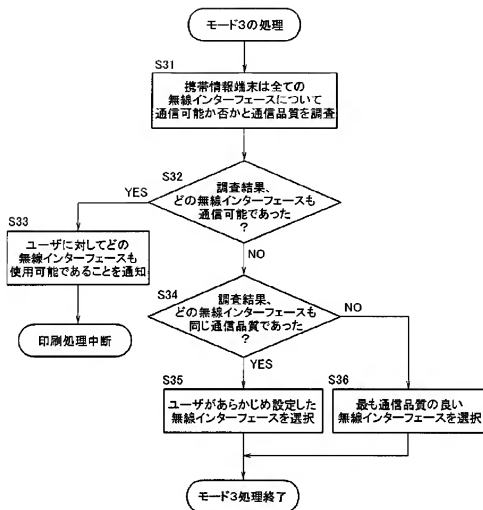 モード3の処理
S31
携帯情報端末は全ての
無線インターフェースについて
通信可能か否かと通信品質を調査
S32
調査結果、
どの無線インターフェースも
通信可能であった
?
YES
NO
S33
ユーザに対してどの
無線インターフェースも
使用可能であることを通知
印刷処理中断
S34
調査結果、
どの無線インターフェースも
同じ通信品質であった
?
NO
YES
S35
ユーザがあらかじめ設定した
無線インターフェースを選択
S36
最も通信品質の良い
無線インターフェースを選択
モード3処理終了